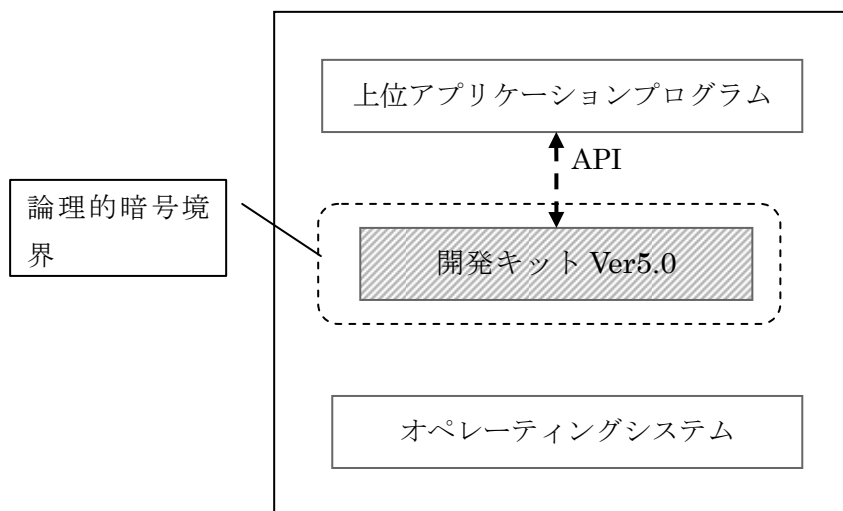 上位アプリケーションプログラム
API
論理的暗号境
界
開発キット Ver5.0
オペレーティングシステム